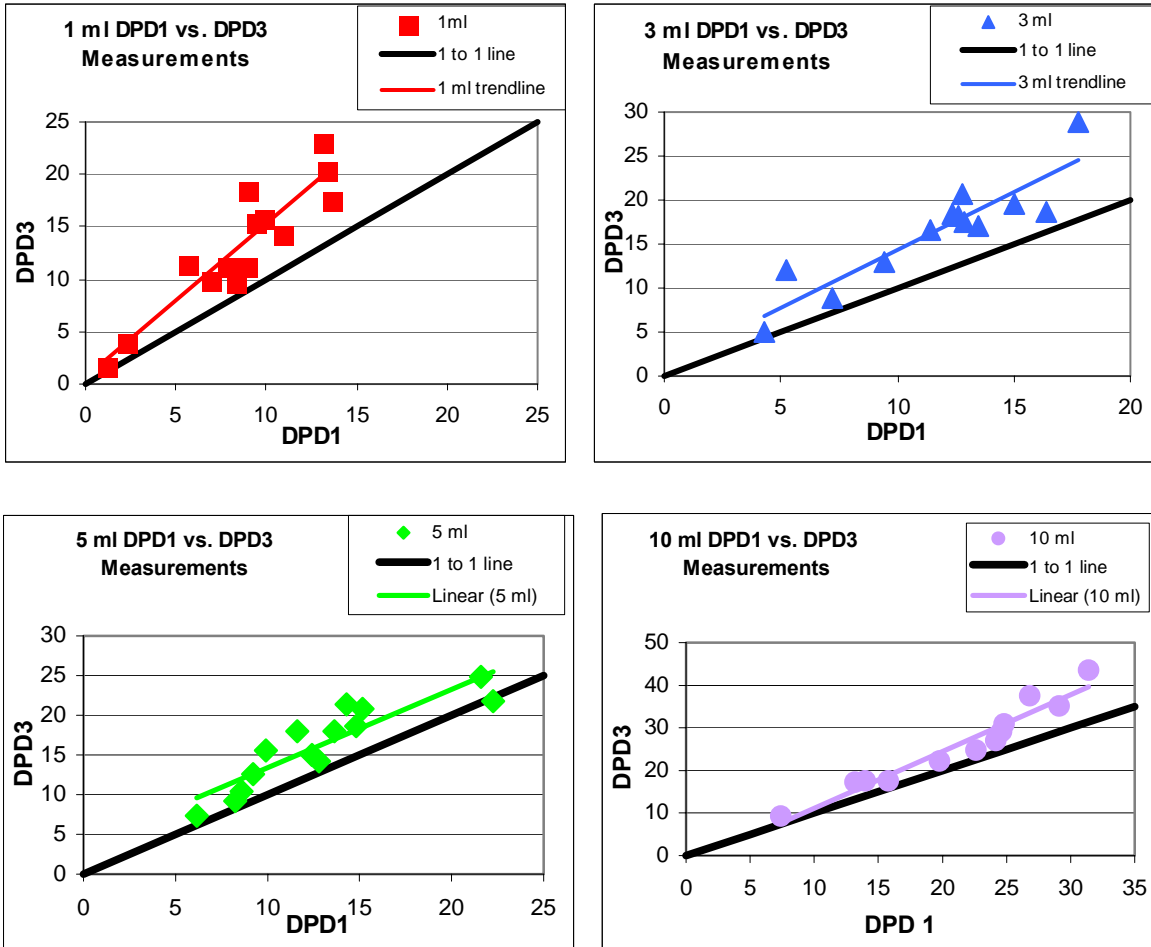 1 ml DPD1 vs. DPD3
Measurements
1ml
1 to 1 line
1 ml trendline
25
20
15
10
5
0
0 5 10 15 20 25
DPD3
DPD1
3 ml DPD1 vs. DPD3
Measurements
3 ml
1 to 1 line
3 ml trendline
30
25
20
15
10
5
0
0 5 10 15 20
DPD3
DPD1
5 ml DPD1 vs. DPD3
Measurements
5 ml
1 to 1 line
Linear (5 ml)
30
25
20
15
10
5
0
0 5 10 15 20 25
DPD3
DPD1
10 ml DPD1 vs. DPD3
Measurements
10 ml
1 to 1 line
Linear (10 ml)
50
40
30
20
10
0
0 5 10 15 20 25 30 35
DPD3
DPD 1